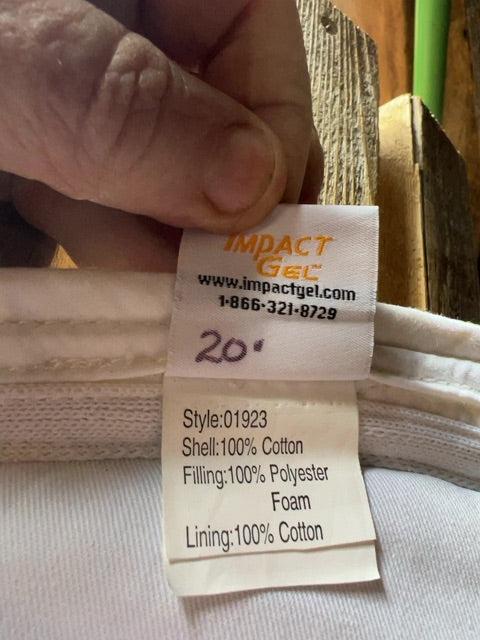 IMPACT
GEL
www.impactgel.com
1•866•321•8729
20"
Style:01923
Shell:100% Cotton
Filling:100% Polyester
Foam
Lining:100% Cotton